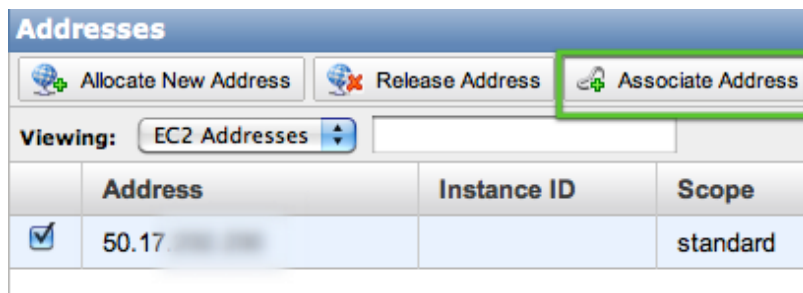 Addresses
Allocate New Address Release Address Associate Address
Viewing: EC2 Addresses
Address Instance ID Scope
50.17. standard